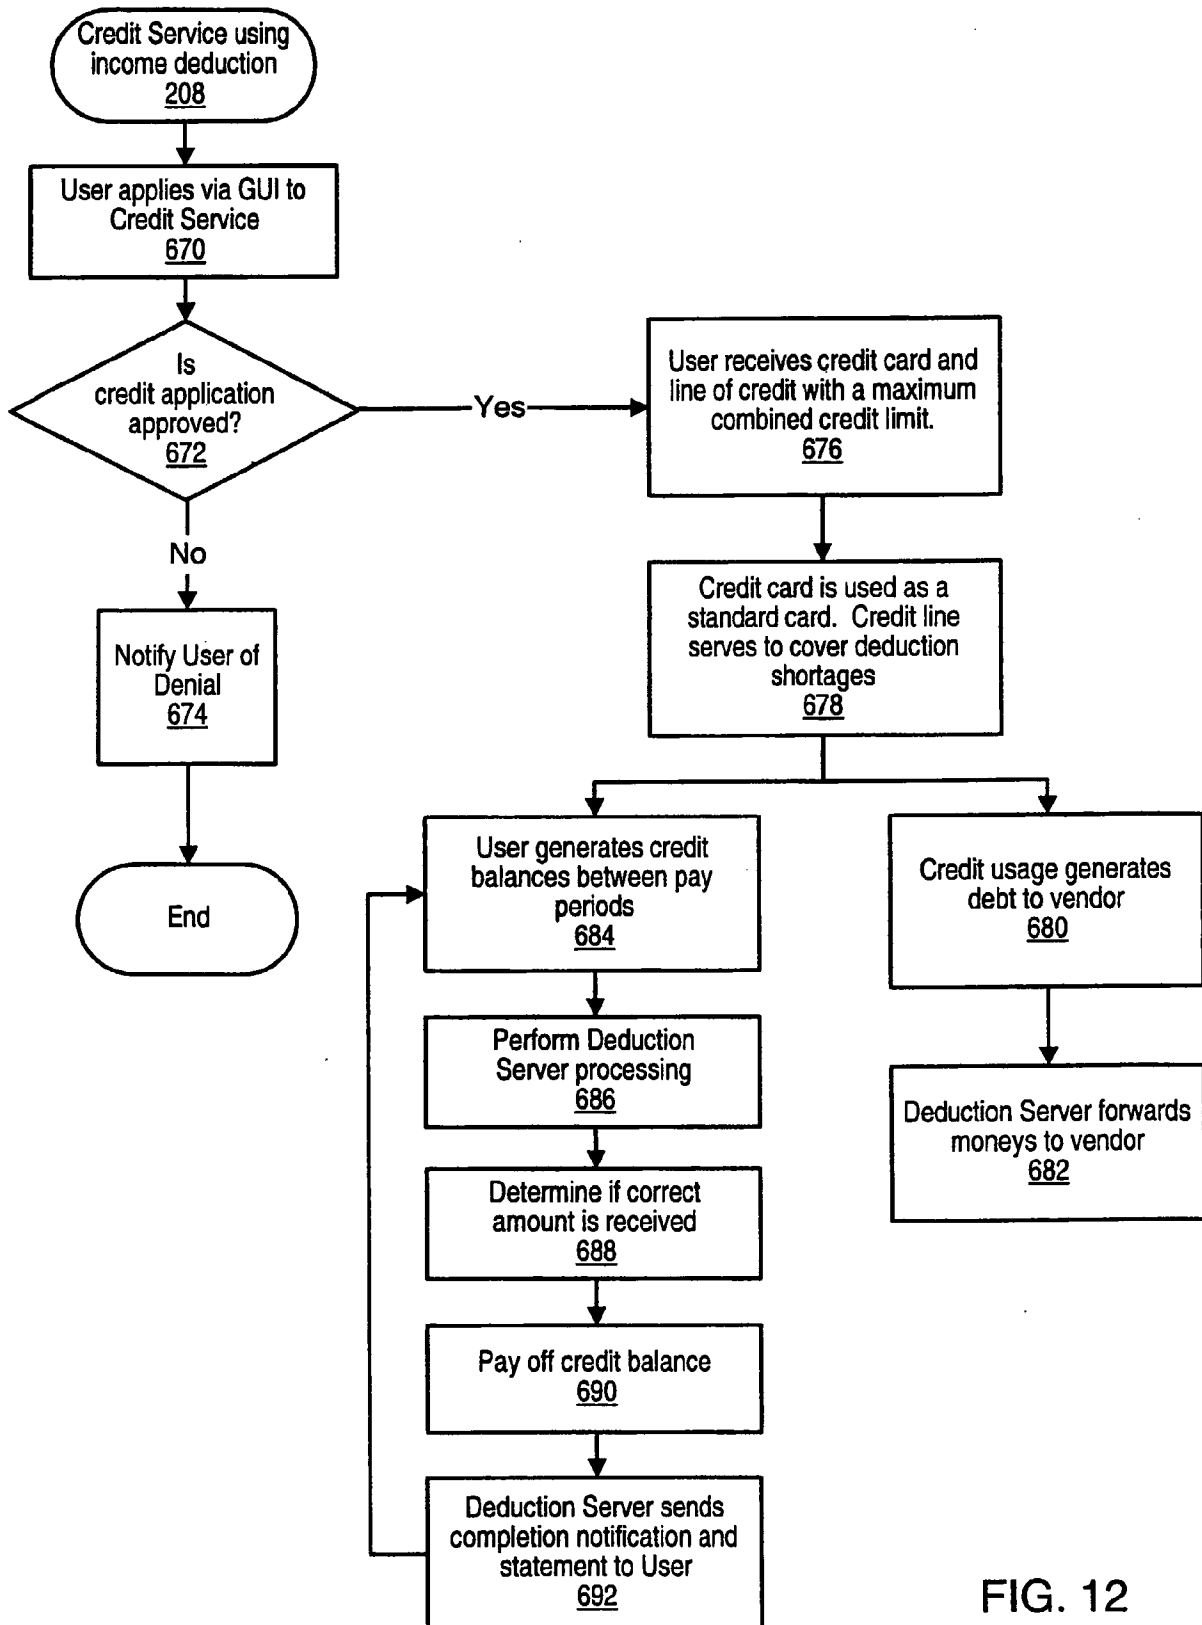 Credit Service using
income deduction
208
User applies via GUI to
Credit Service
670
Is
credit application
approved?
672
Yes
User receives credit card and
line of credit with a maximum
combined credit limit.
676
No
Credit card is used as a
standard card. Credit line
serves to cover deduction
shortages
678
Notify User of
Denial
674
End
User generates credit
balances between pay
periods
684
Credit usage generates
debt to vendor
680
Perform Deduction
Server processing
686
Deduction Server forwards
moneys to vendor
682
Determine if correct
amount is received
688
Pay off credit balance
690
Deduction Server sends
completion notification and
statement to User
692
FIG. 12